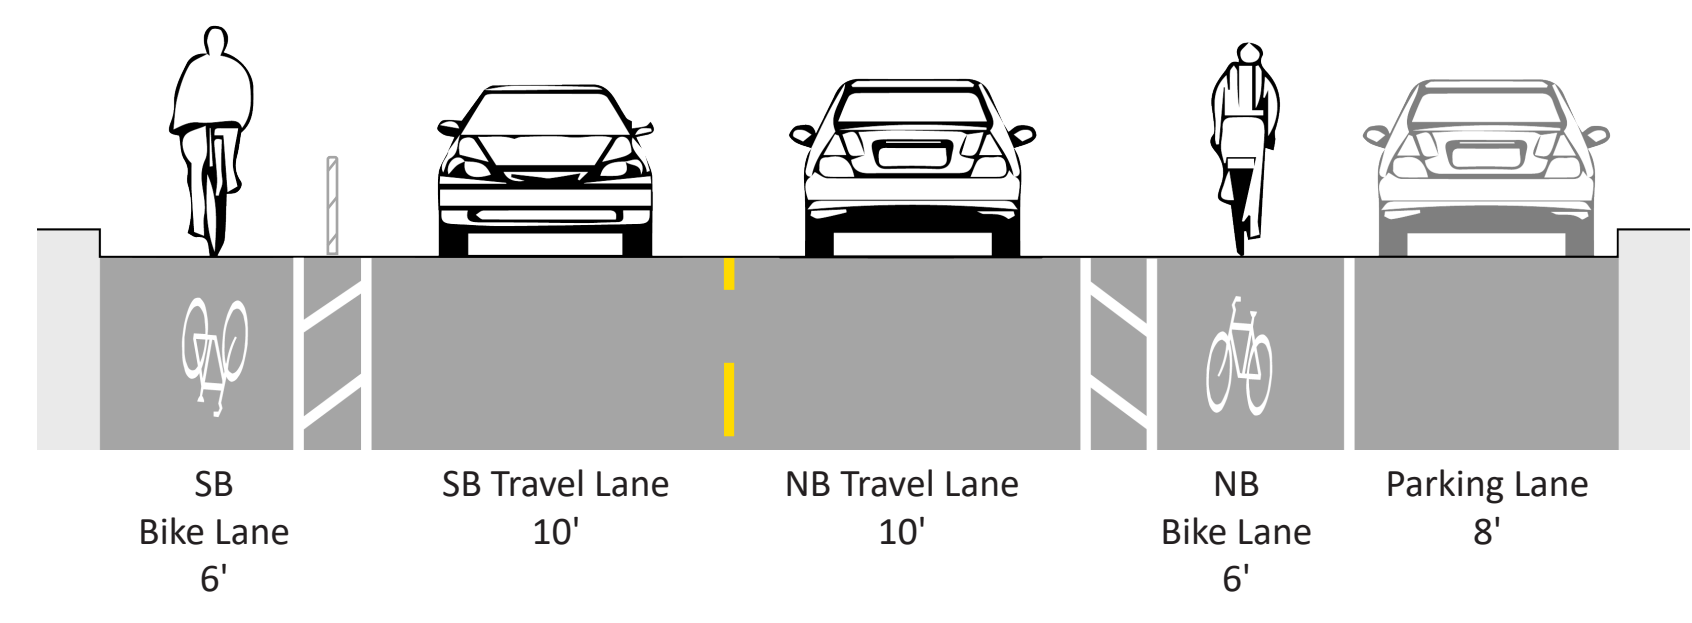 SB
Bike Lane
6'
SB Travel Lane
10'
NB Travel Lane
10'
NB
Bike Lane
6'
Parking Lane
8'